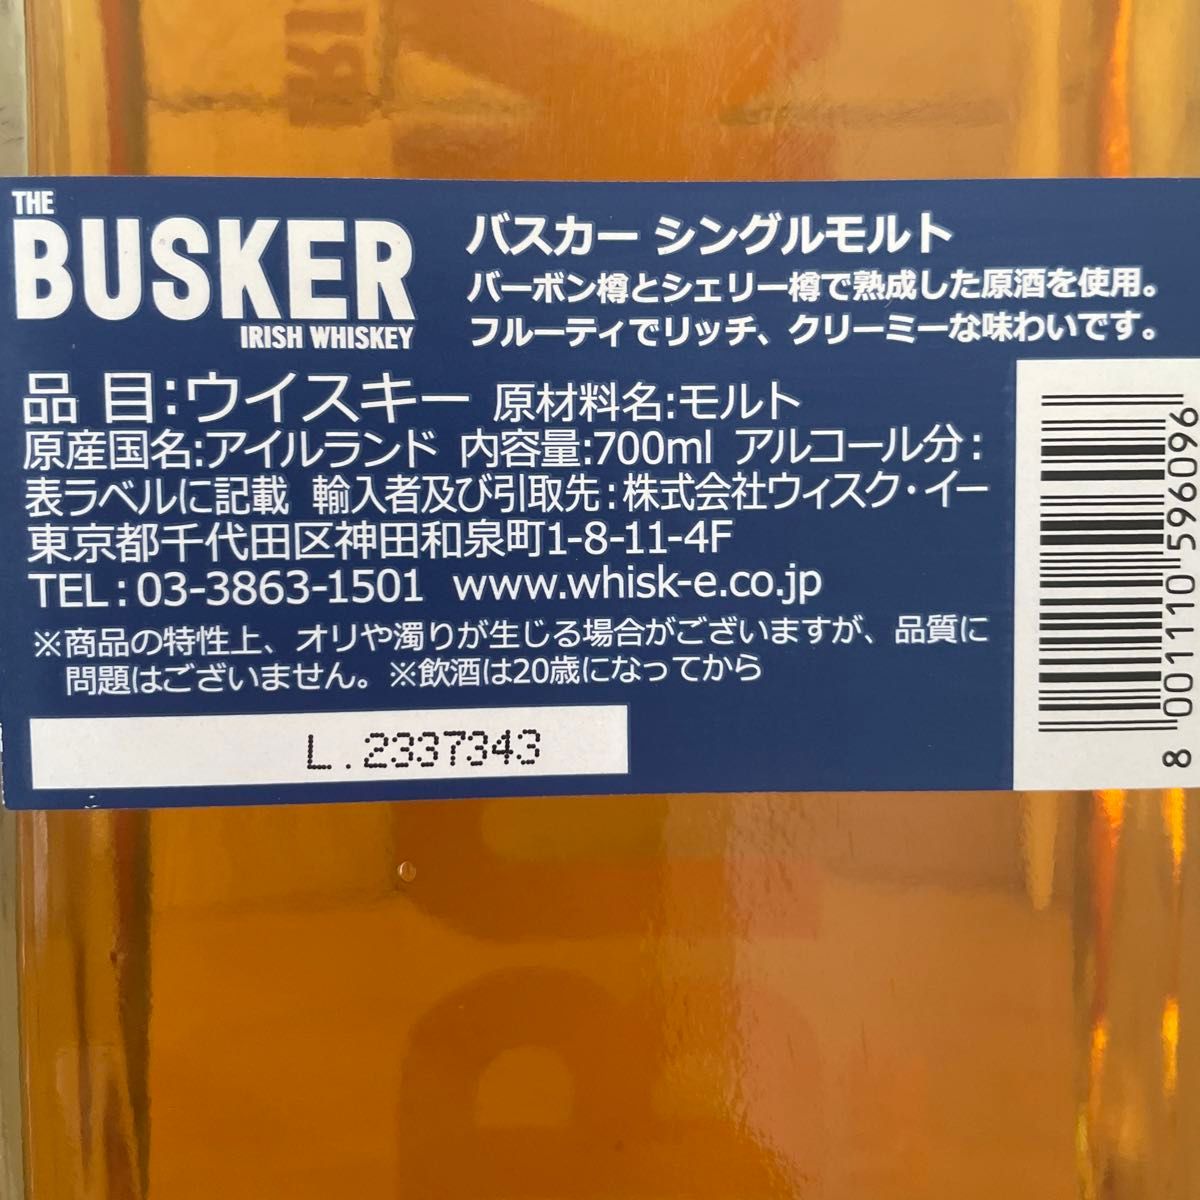 THE
BUSKER
IRISH WHISKEY
バスカー シングルモルト
バーボン樽とシェリー樽で熟成した原酒を使用。
フルーティでリッチ、クリーミーな味わいです。
品 目:ウイスキー 原材料名:モルト
原産国名:アイルランド 内容量:700ml アルコール分:
表ラベルに記載 輸入者及び引取先:株式会社ウィスク・イー
東京都千代田区神田和泉町1-8-11-4F
TEL:03-3863-1501 www.whisk-e.co.jp
※商品の特性上、オリや濁りが生じる場合がございますが、品質に
問題はございません。※飲酒は20歳になってから
L.2337343
8 001110 596096